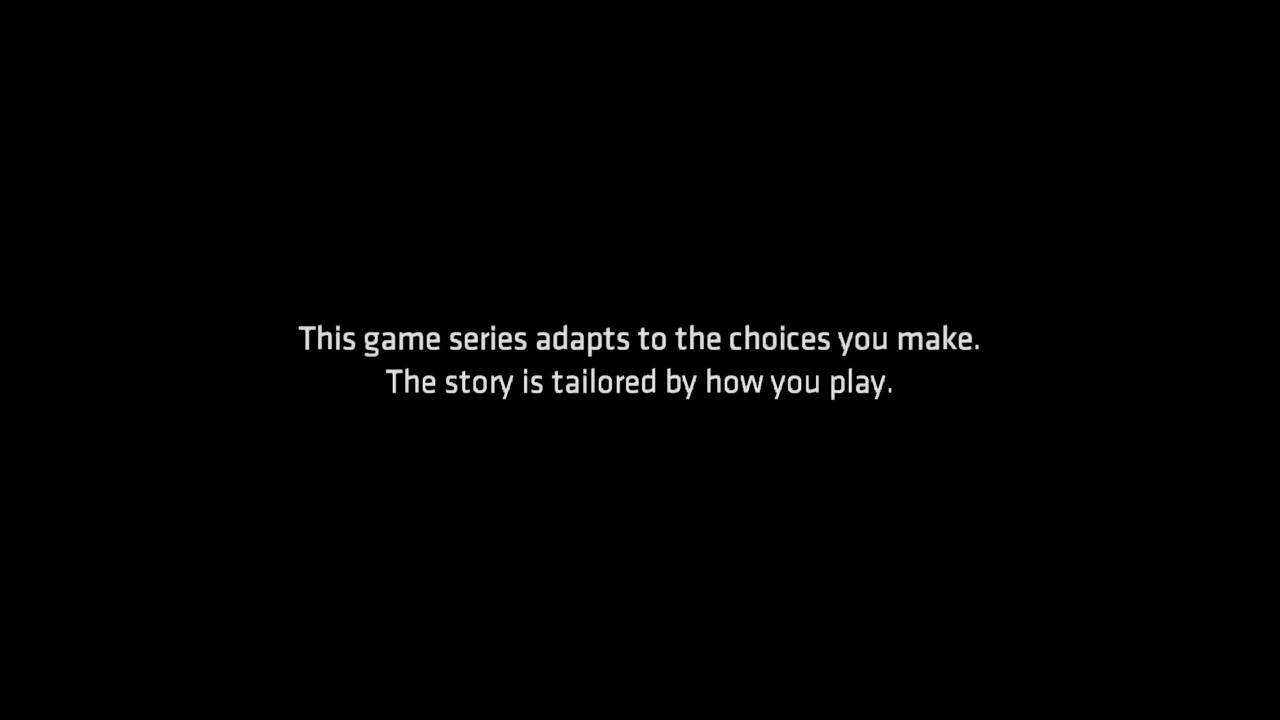 This game series adapts to the choices you make.
The story is tailored by how you play.